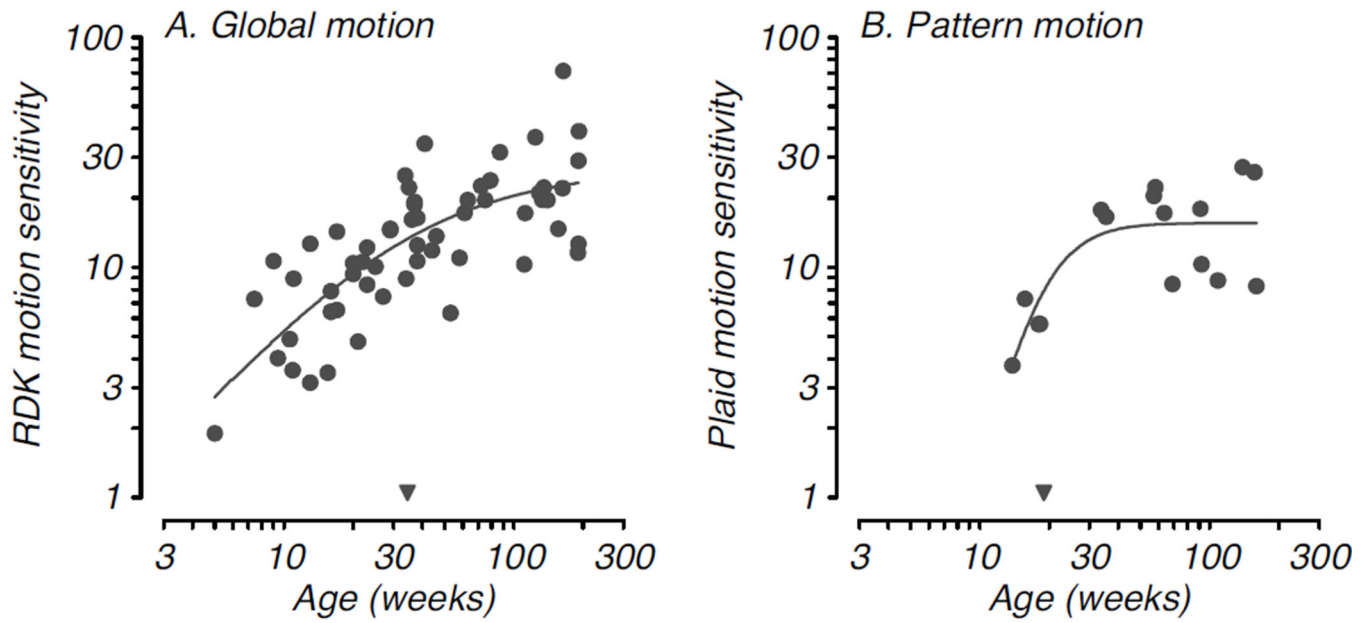 A. Global motion
RDK motion sensitivity
100
30
10
3
1
3 10 30 100 300
Age (weeks)
B. Pattern motion
Plaid motion sensitivity
100
30
10
3
1
3 10 30 100 300
Age (weeks)